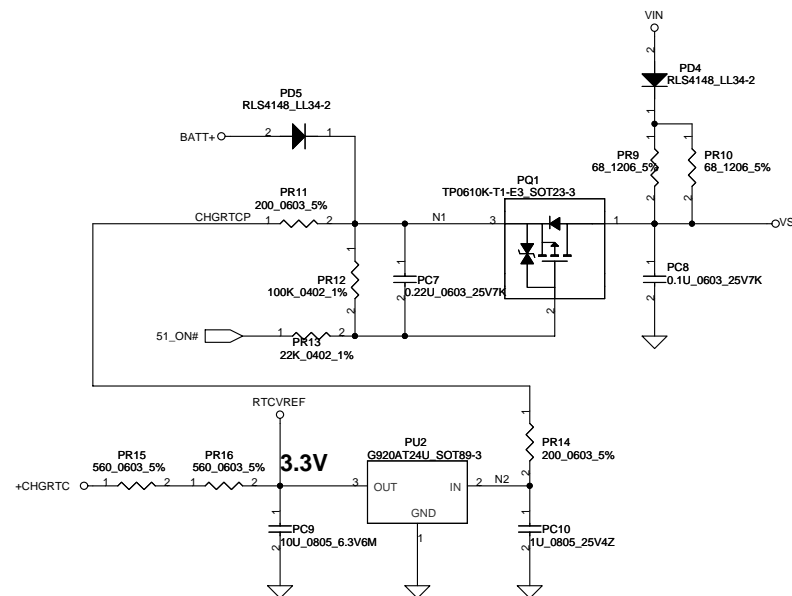 VIN
2
PD4
RLS4148_LL34-2
1
PD5
RLS4148_LL34-2
BATT+
2
1
1
1
PR9
68_1206_5%
PR10
68_1206_5%
2
2
PQ1
TP0610K-T1-E3_SOT23-3
PR11
200_0603_5%
CHGRTCP
1
2
N1
3
1
VS
1
1
1
PR12
100K_0402_1%
PC7
0.22U_0603_25V7K
PC8
0.1U_0603_25V7K
2
2
2
2
51_ON#
1
2
PR13
22K_0402_1%
RTCVREF
1
PR14
200_0603_5%
2
PR15
560_0603_5%
PR16
560_0603_5%
3.3V
PU2
G920AT24U_SOT89-3
+CHGRTC
1
2
1
2
3
OUT
IN
2
N2
GND
1
1
1
PC9
10U_0805_6.3V6M
PC10
1U_0805_25V4Z
2
2